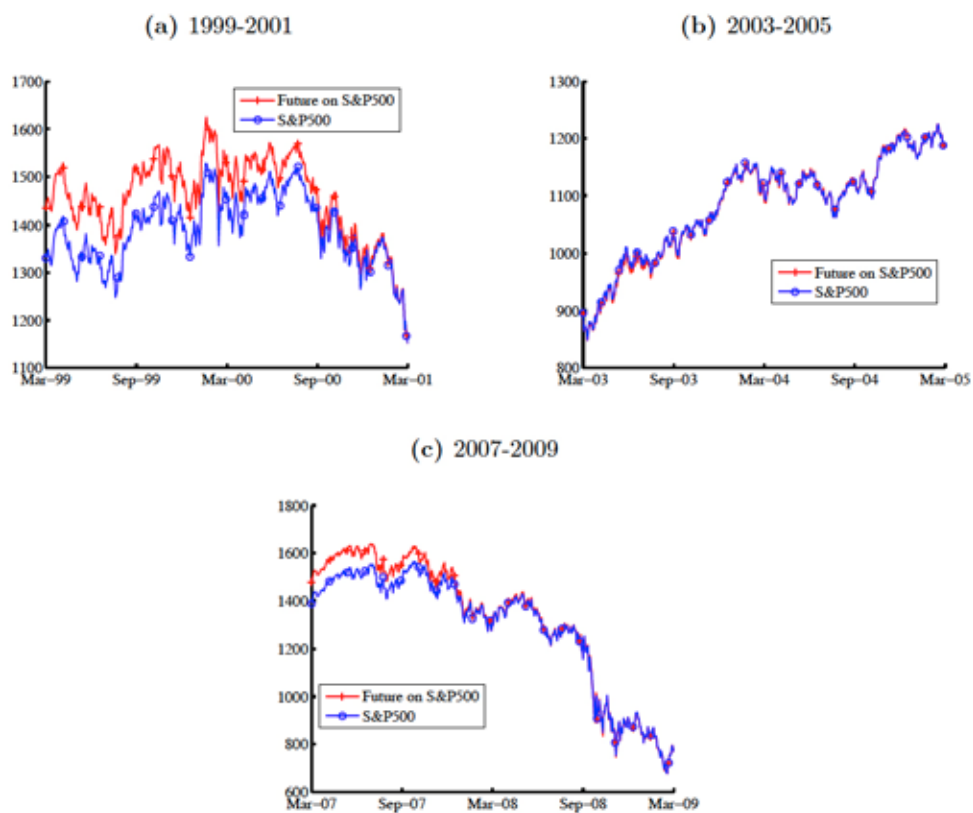 (a) 1999-2001
1700
1600
1500
1400
1300
1200
1100
Mar-99
Sep-99
Mar-00
Sep-00
Mar-01
Future on S&P500
S&P500
(b) 2003-2005
1300
1200
1100
1000
900
800
Mar-03
Sep-03
Mar-04
Sep-04
Mar-05
Future on S&P500
S&P500
(c) 2007-2009
1800
1600
1400
1200
1000
800
600
Mar-07
Sep-07
Mar-08
Sep-08
Mar-09
Future on S&P500
S&P500